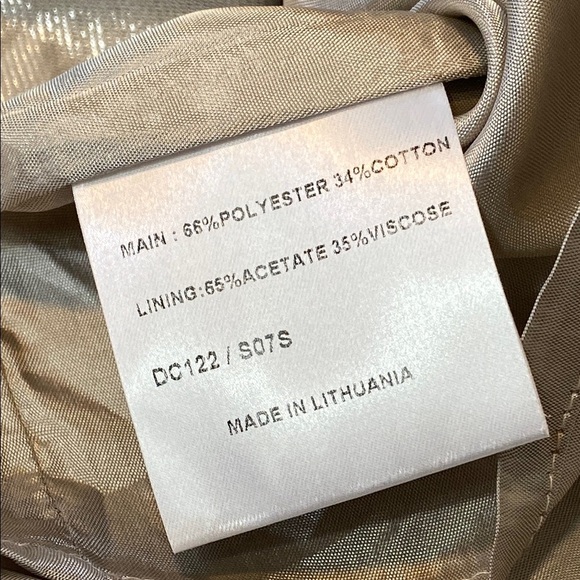 MAIN : 66%POLYESTER 34%COTTON
LINING:65%ACETATE 35%VISCOSE
DC122 / S07S
MADE IN LITHUANIA